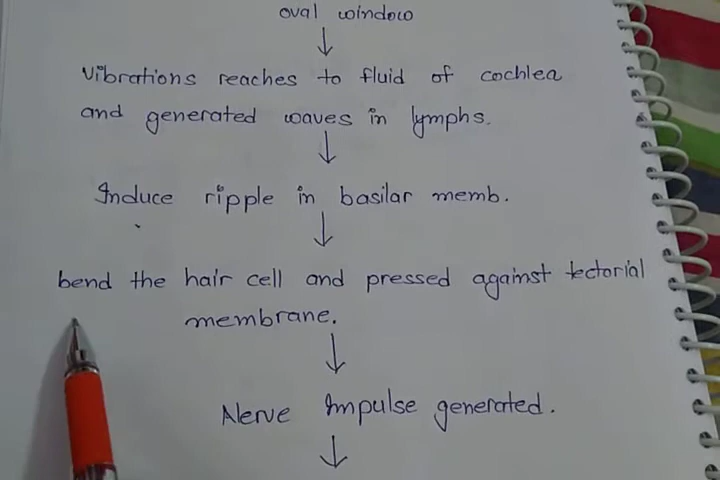 oval window
↓
Vibrations reaches to fluid of cochlea
and generated waves in lymphs.
↓
Induce ripple in basilar memb.
↓
bend the hair cell and pressed against tectorial
membrane.
↓
Nerve Impulse generated.
↓